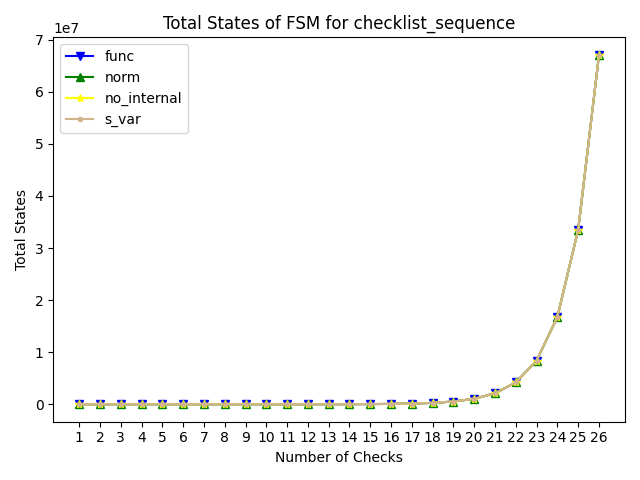 Total States of FSM for checklist_sequence
1e7
7
6
5
4
3
2
1
0
Total States
func
norm
no_internal
s_var
1 2 3 4 5 6 7 8 9 10 11 12 13 14 15 16 17 18 19 20 21 22 23 24 25 26
Number of Checks